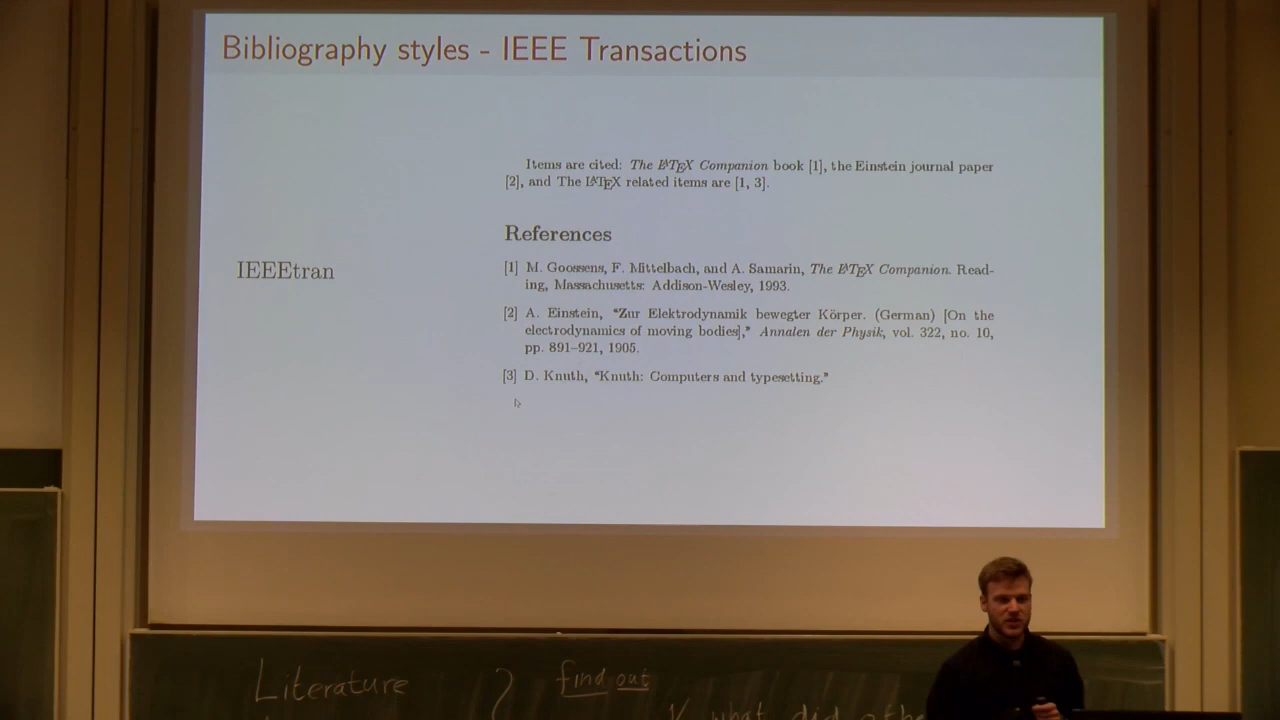 Bibliography styles - IEEE Transactions
Items are cited: The LATEX Companion book [1], the Einstein journal paper
[2], and The LATEX related items are [1, 3].
References
IEEEtran
[1] M. Goossens, F. Mittelbach, and A. Samarin, The LATEX Companion. Read-
ing, Massachusetts: Addison-Wesley, 1993.
[2] A. Einstein, “Zur Elektrodynamik bewegter Körper. (German) [On the
electrodynamics of moving bodies],” Annalen der Physik, vol. 322, no. 10,
pp. 891–921, 1905.
[3] D. Knuth, “Knuth: Computers and typesetting.”
Literature
find out
what did othe